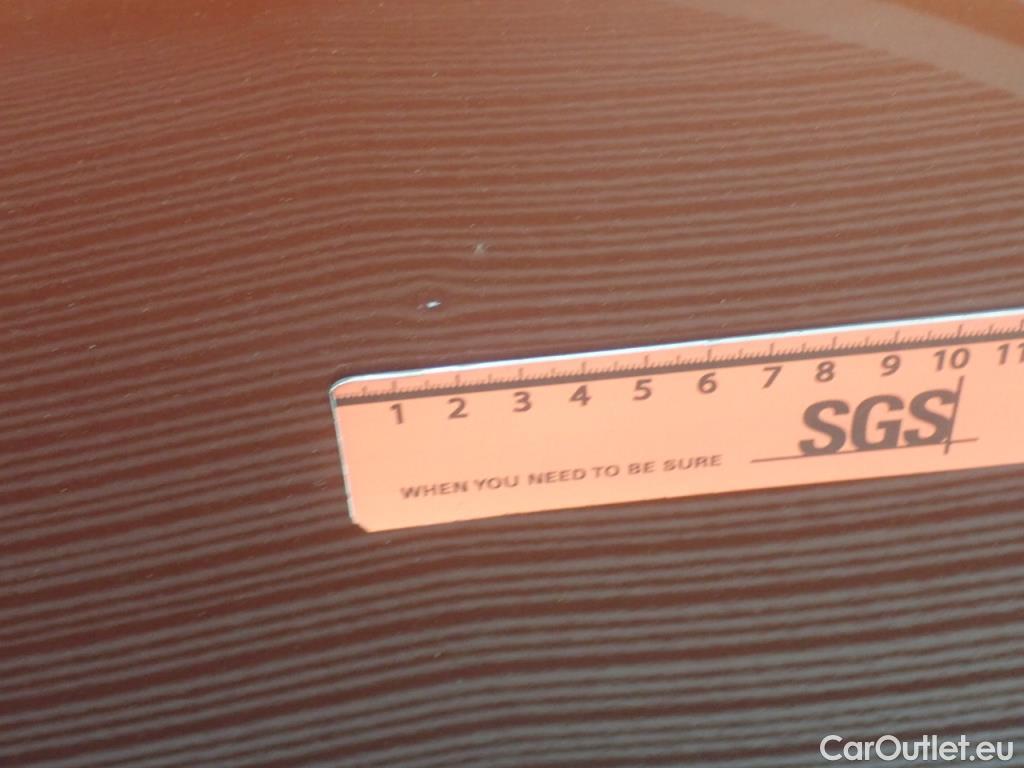 1 2 3 4 5 6 7 8 9 10 11
SGS
WHEN YOU NEED TO BE SURE
CarOutlet.eu